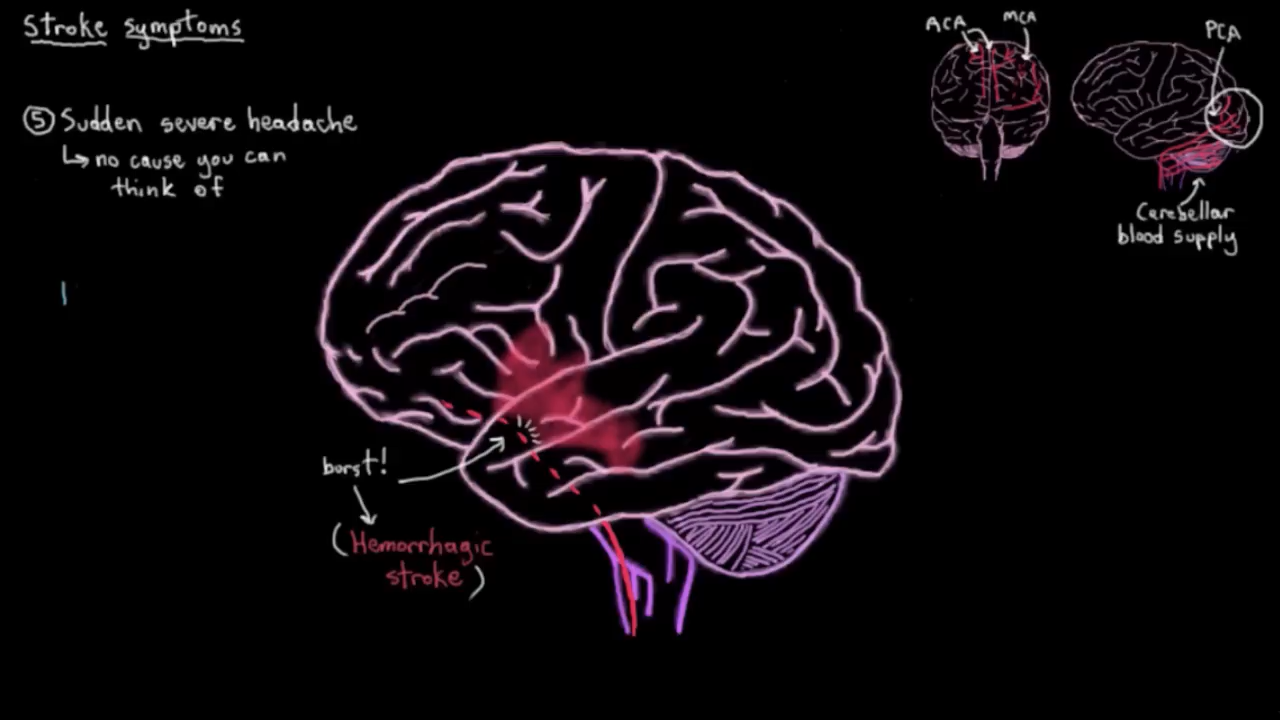 Stroke symptoms
⑤ Sudden severe headache
↳ no cause you can
think of
burst!
(Hemorrhagic
stroke)
ACA
MCA
PCA
Cerebellar
blood supply